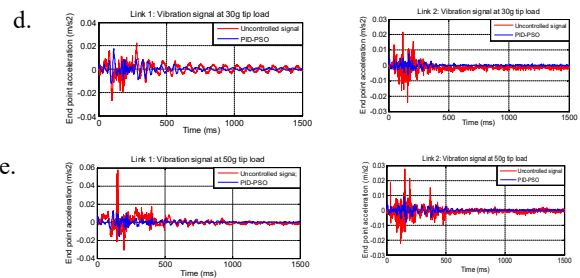 d.
Link 1: Vibration signal at 30g tip load
End point acceleration (m/s2)
0.04
0.02
0
-0.02
-0.04
Uncontrolled signal
PID-PSO
0
500
1000
1500
Time (ms)
Link 2: Vibration signal at 30g tip load
End point acceleration (m/s2)
0.03
0.02
0.01
0
-0.01
-0.02
-0.03
Uncontrolled signal
PID-PSO
0
500
1000
1500
Time (ms)
e.
Link 1: Vibration signal at 50g tip load
End point acceleration (m/s2)
0.06
0.04
0.02
0
-0.02
-0.04
Uncontrolled signa;
PID-PSO
0
500
1000
1500
Time (ms)
Link 2: Vibration signal at 50g tip load
End point acceleration (m/s2)
0.03
0.02
0.01
0
-0.01
-0.02
-0.03
Uncontrolled signal
PID-PSO
0
500
1000
1500
Time (ms)